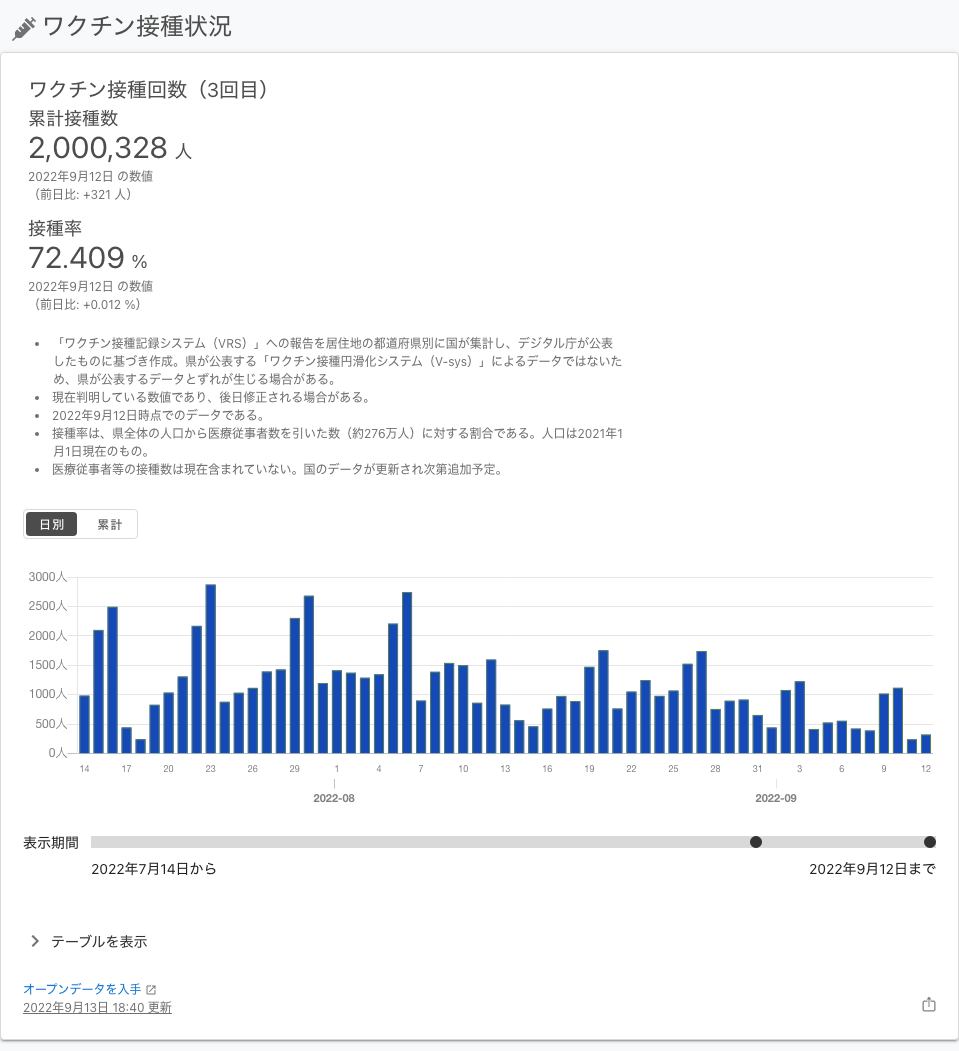 ワクチン接種状況
ワクチン接種回数（3回目）
累計接種数
2,000,328 人
2022年9月12日 の数値
（前日比: +321 人）
接種率
72.409 %
2022年9月12日 の数値
（前日比: +0.012 %）
• 「ワクチン接種記録システム（VRS）」への報告を居住地の都道府県別に国が集計し、デジタル庁が公表
したものに基づき作成。県が公表する「ワクチン接種円滑化システム（V-sys）」によるデータではないた
め、県が公表するデータとずれが生じる場合がある。
• 現在判明している数値であり、後日修正される場合がある。
• 2022年9月12日時点でのデータである。
• 接種率は、県全体の人口から医療従事者数を引いた数（約276万人）に対する割合である。人口は2021年1
月1日現在のもの。
• 医療従事者等の接種数は現在含まれていない。国のデータが更新され次第追加予定。
日別 累計
3000人
2500人
2000人
1500人
1000人
500人
0人
14 17 20 23 26 29 1 4 7 10 13 16 19 22 25 28 31 3 6 9 12
2022-08 2022-09
表示期間
2022年7月14日から 2022年9月12日まで
テーブルを表示
オープンデータを入手
2022年9月13日 18:40 更新